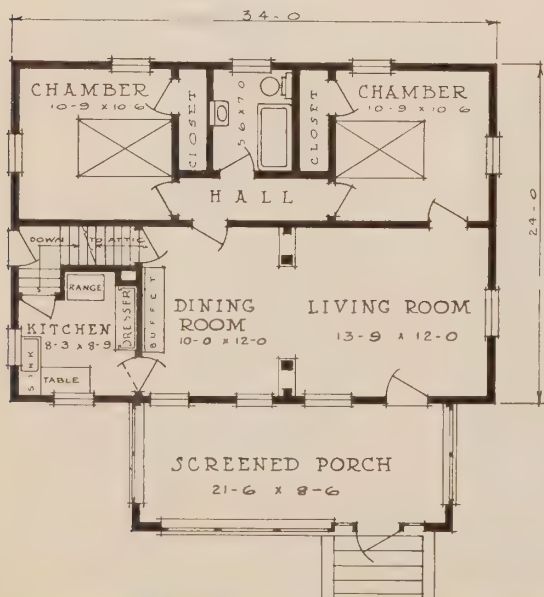 34-0
CHAMBER
10-9 x 10-6
CLOSET
5-6 x 7-0
CLOSET
CHAMBER
10-9 x 10-6
HALL
24-0
DOWN
TO ATTIC
RANGE
KITCHEN
8-3 x 8-9
DRESSER
BUFFET
DINING
ROOM
10-0 x 12-0
LIVING ROOM
13-9 x 12-0
SINK
TABLE
SCREENED PORCH
21-6 x 8-6